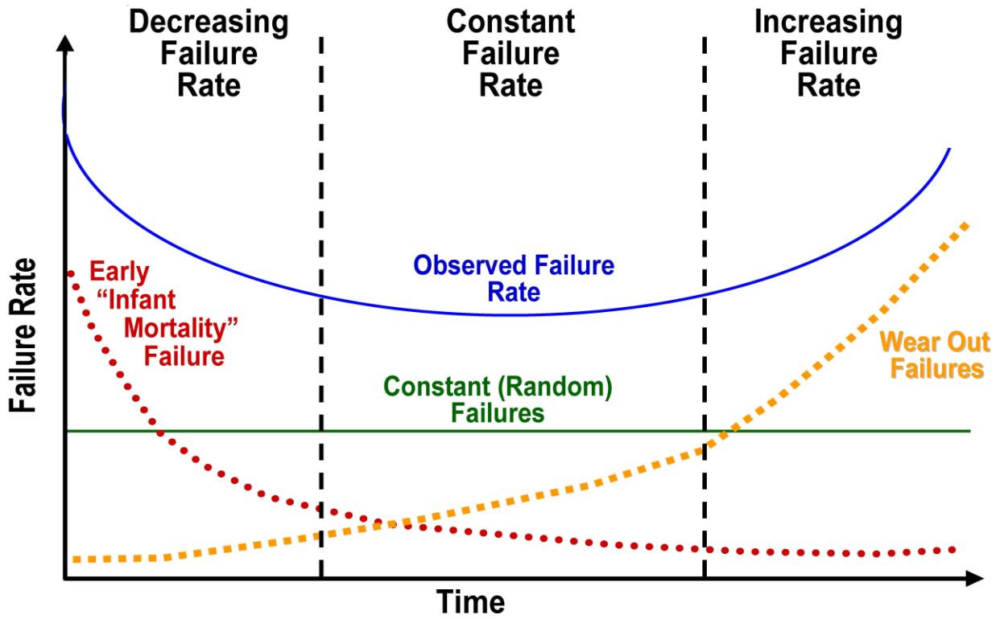 Decreasing
Failure
Rate
Constant
Failure
Rate
Increasing
Failure
Rate
Observed Failure
Rate
Early
“Infant
Mortality”
Failure
Wear Out
Failures
Constant (Random)
Failures
Failure Rate
Time